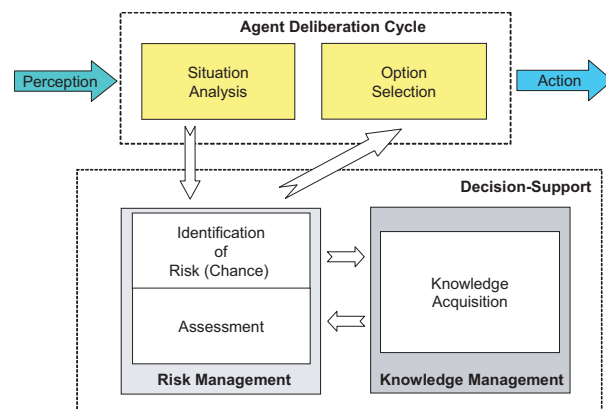 Agent Deliberation Cycle
Perception
Situation
Analysis
Option
Selection
Action
Decision-Support
Identification
of
Risk (Chance)
Assessment
Risk Management
Knowledge
Acquisition
Knowledge Management